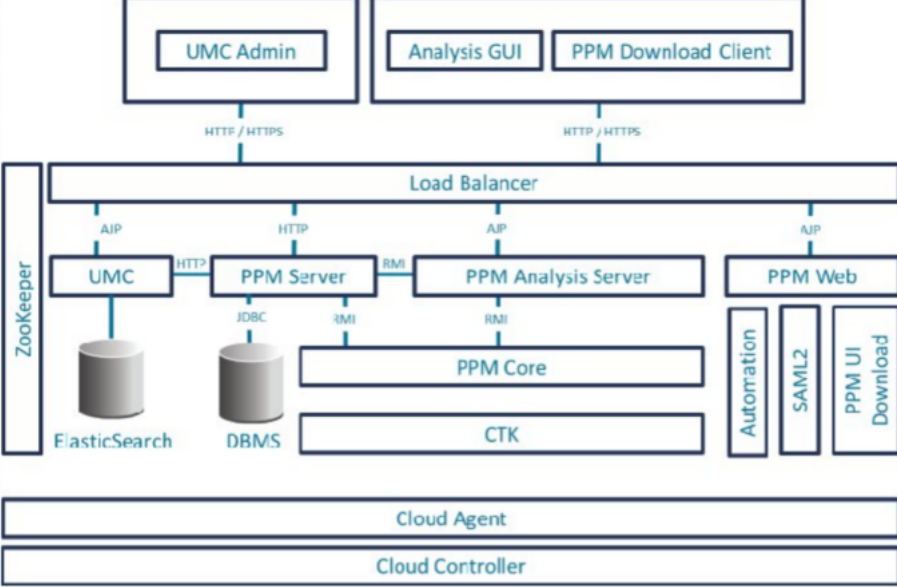 UMC Admin
Analysis GUI
PPM Download Client
HTTP / HTTPS
HTTP / HTTPS
Load Balancer
AJP
HTTP
AJP
AJP
ZooKeeper
UMC
HTTP
PPM Server
RMI
PPM Analysis Server
PPM Web
JDBC
RMI
RMI
PPM Core
Automation
SAML2
PPM UI
Download
ElasticSearch
DBMS
CTK
Cloud Agent
Cloud Controller